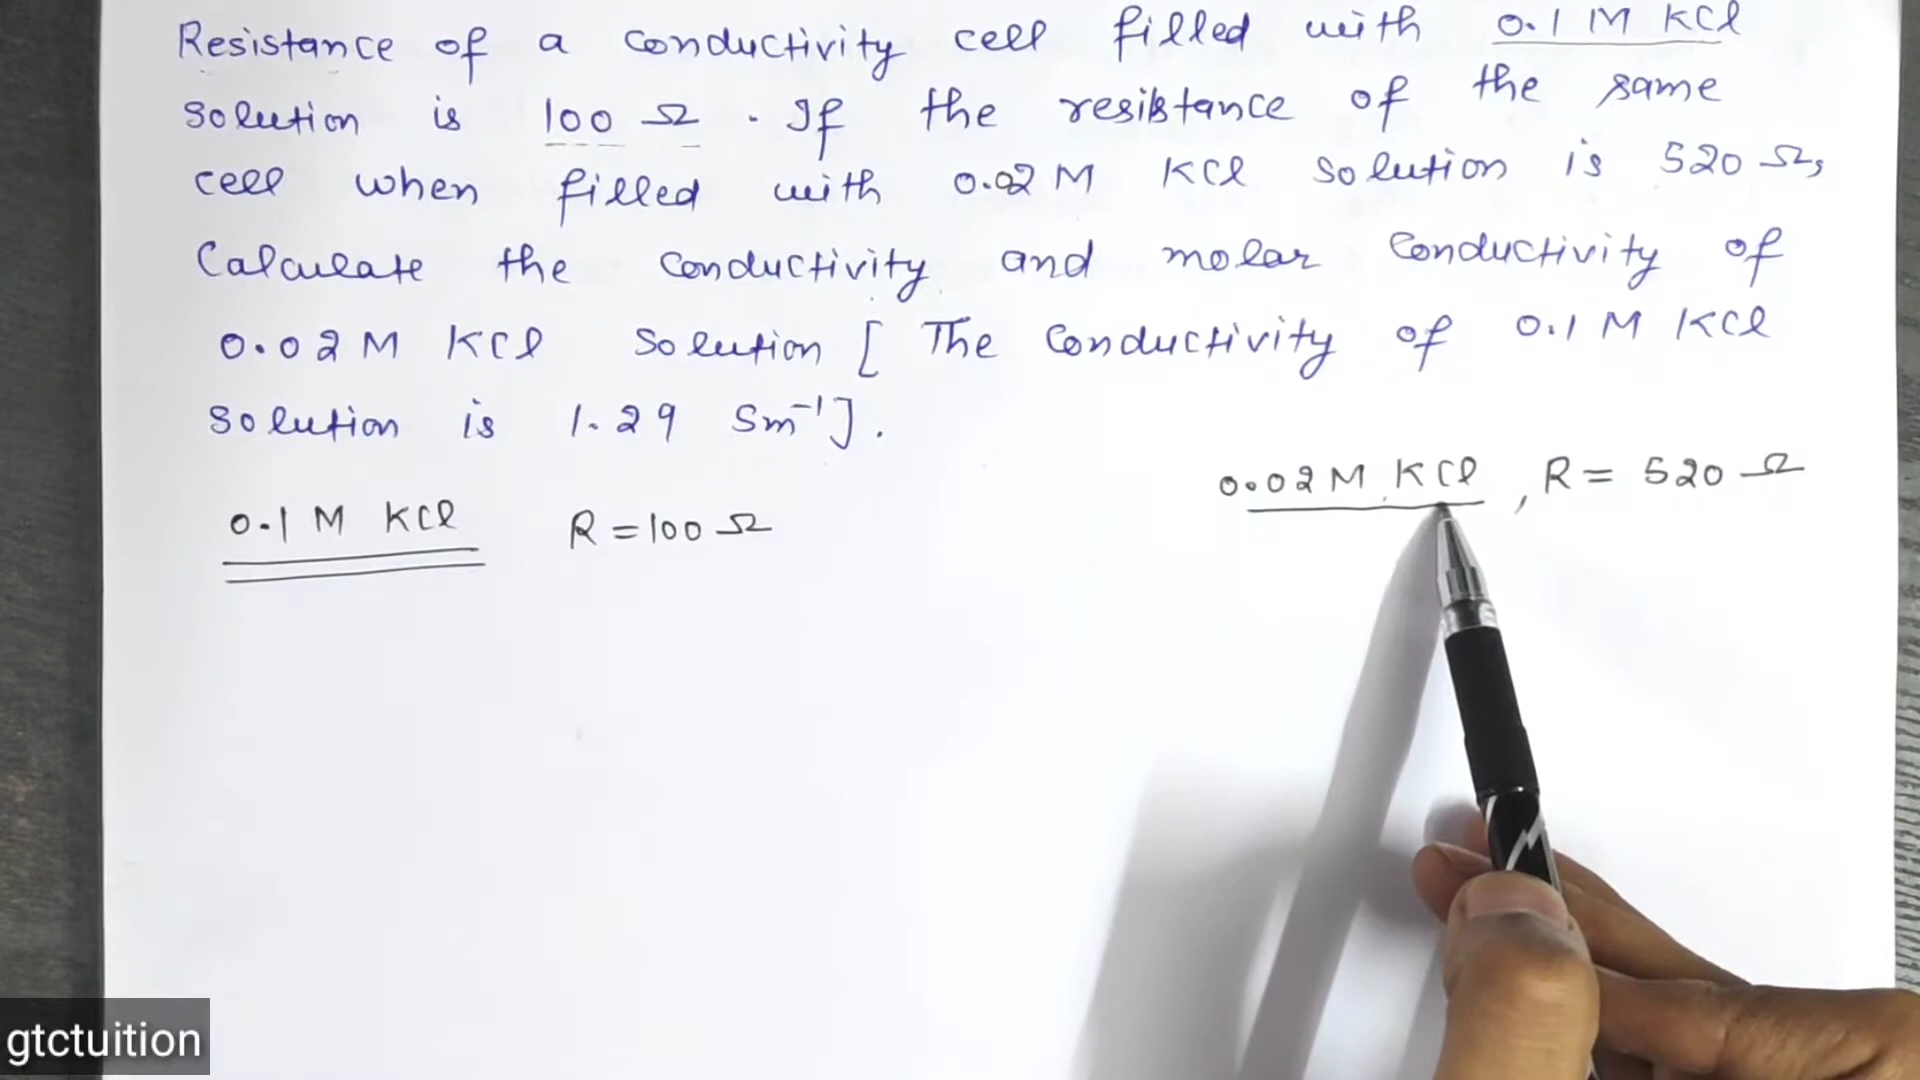 Resistance of a conductivity cell filled with 0.1 M KCl
solution is 100 Ω . If the resistance of the same
cell when filled with 0.02 M KCl solution is 520 Ω,
Calculate the conductivity and molar conductivity of
0.02 M KCl solution [ The conductivity of 0.1 M KCl
solution is 1.29 Sm⁻¹].
0.02 M KCl , R = 520 Ω
0.1 M KCl R = 100 Ω
gtctuition